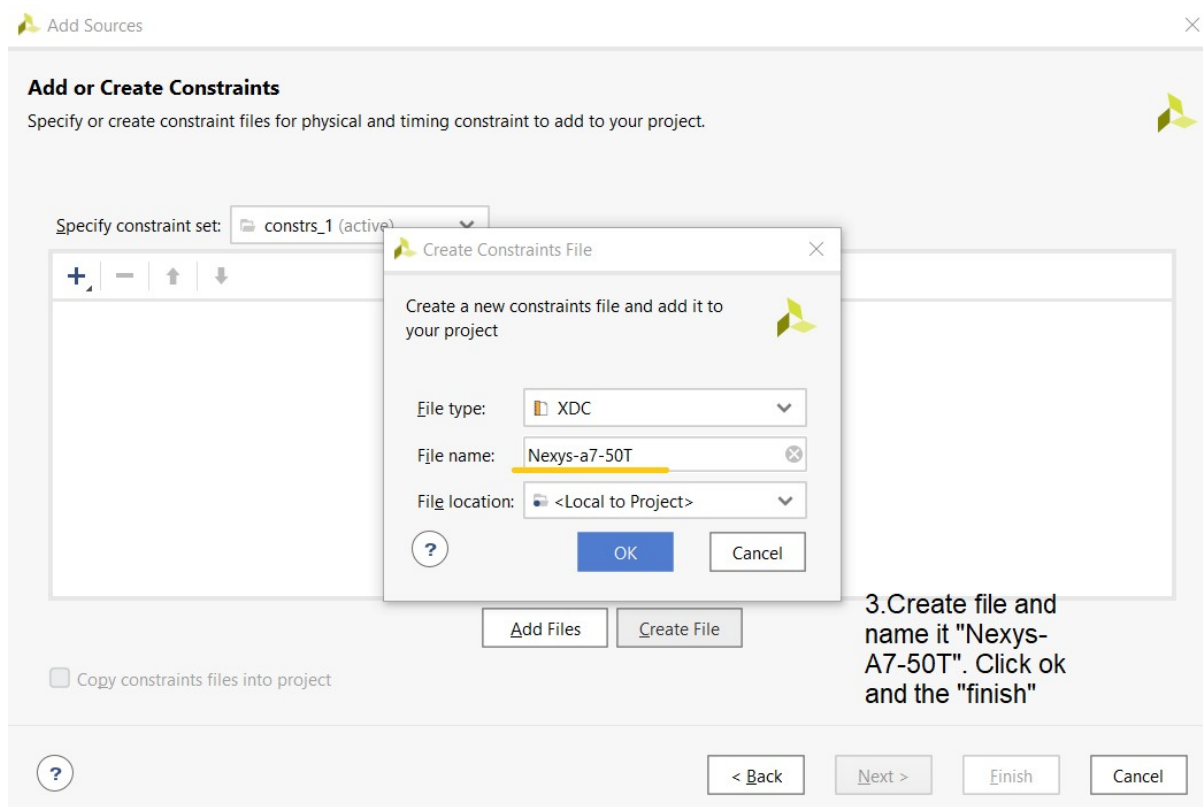 Add Sources
Add or Create Constraints
Specify or create constraint files for physical and timing constraint to add to your project.
Specify constraint set: constrs_1 (active)
Create Constraints File
Create a new constraints file and add it to
your project
File type: XDC
File name: Nexys-a7-50T
File location: <Local to Project>
? OK Cancel
Add Files Create File
3.Create file and
name it "Nexys-
A7-50T". Click ok
and the "finish"
Copy constraints files into project
? < Back Next > Finish Cancel